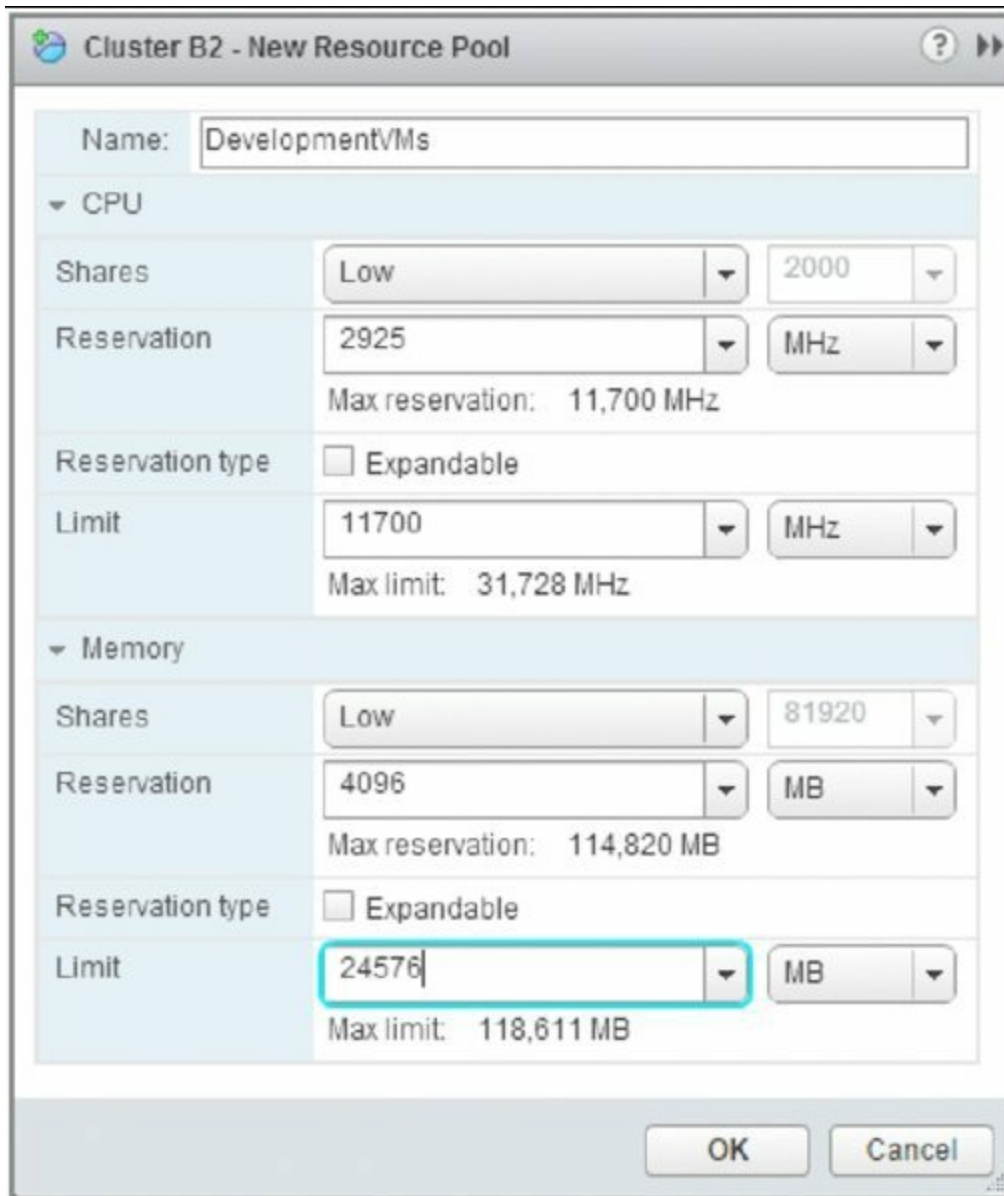 Cluster B2 - New Resource Pool
Name: DevelopmentVMs
CPU
Shares Low 2000
Reservation 2925 MHz
Max reservation: 11,700 MHz
Reservation type Expandable
Limit 11700 MHz
Max limit: 31,728 MHz
Memory
Shares Low 81920
Reservation 4096 MB
Max reservation: 114,820 MB
Reservation type Expandable
Limit 24576 MB
Max limit: 118,611 MB
OK Cancel